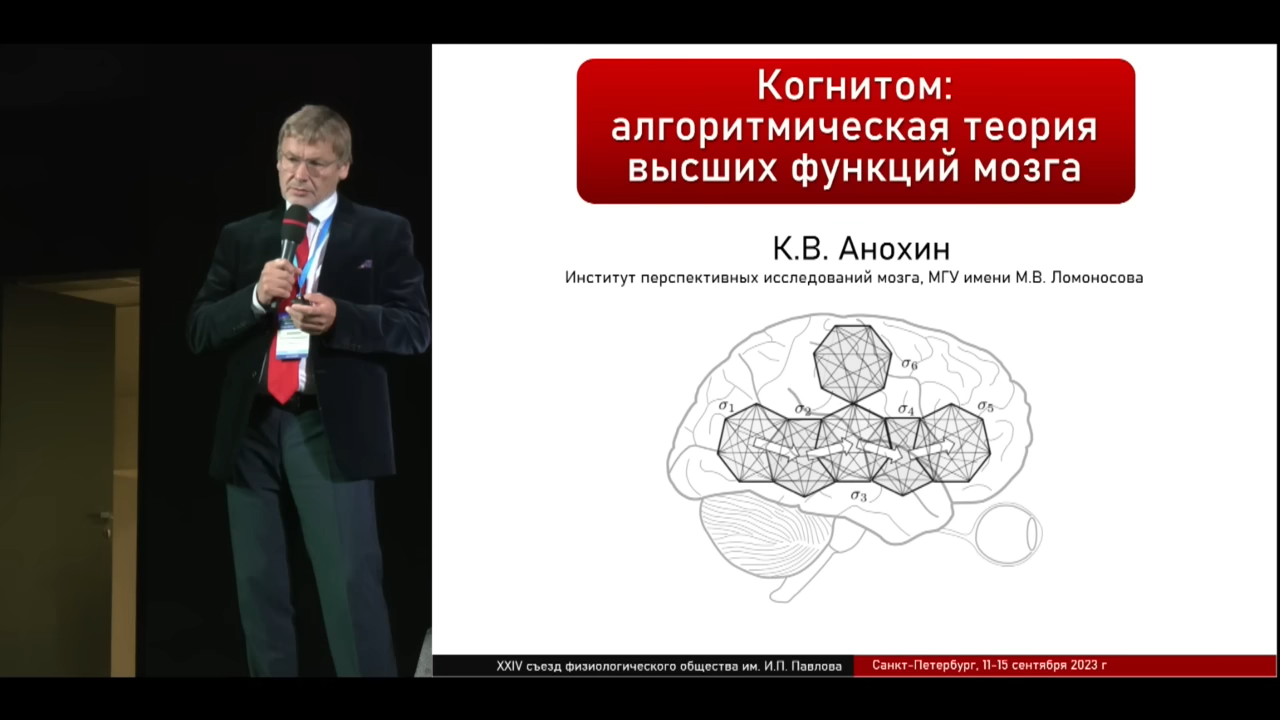 Когнитом:
алгоритмическая теория
высших функций мозга
К.В. Анохин
Институт перспективных исследований мозга, МГУ имени М.В. Ломоносова
σ6
σ1
σ2
σ4
σ5
σ3
XXIV съезд физиологического общества им. И.П. Павлова
Санкт-Петербург, 11-15 сентября 2023 г